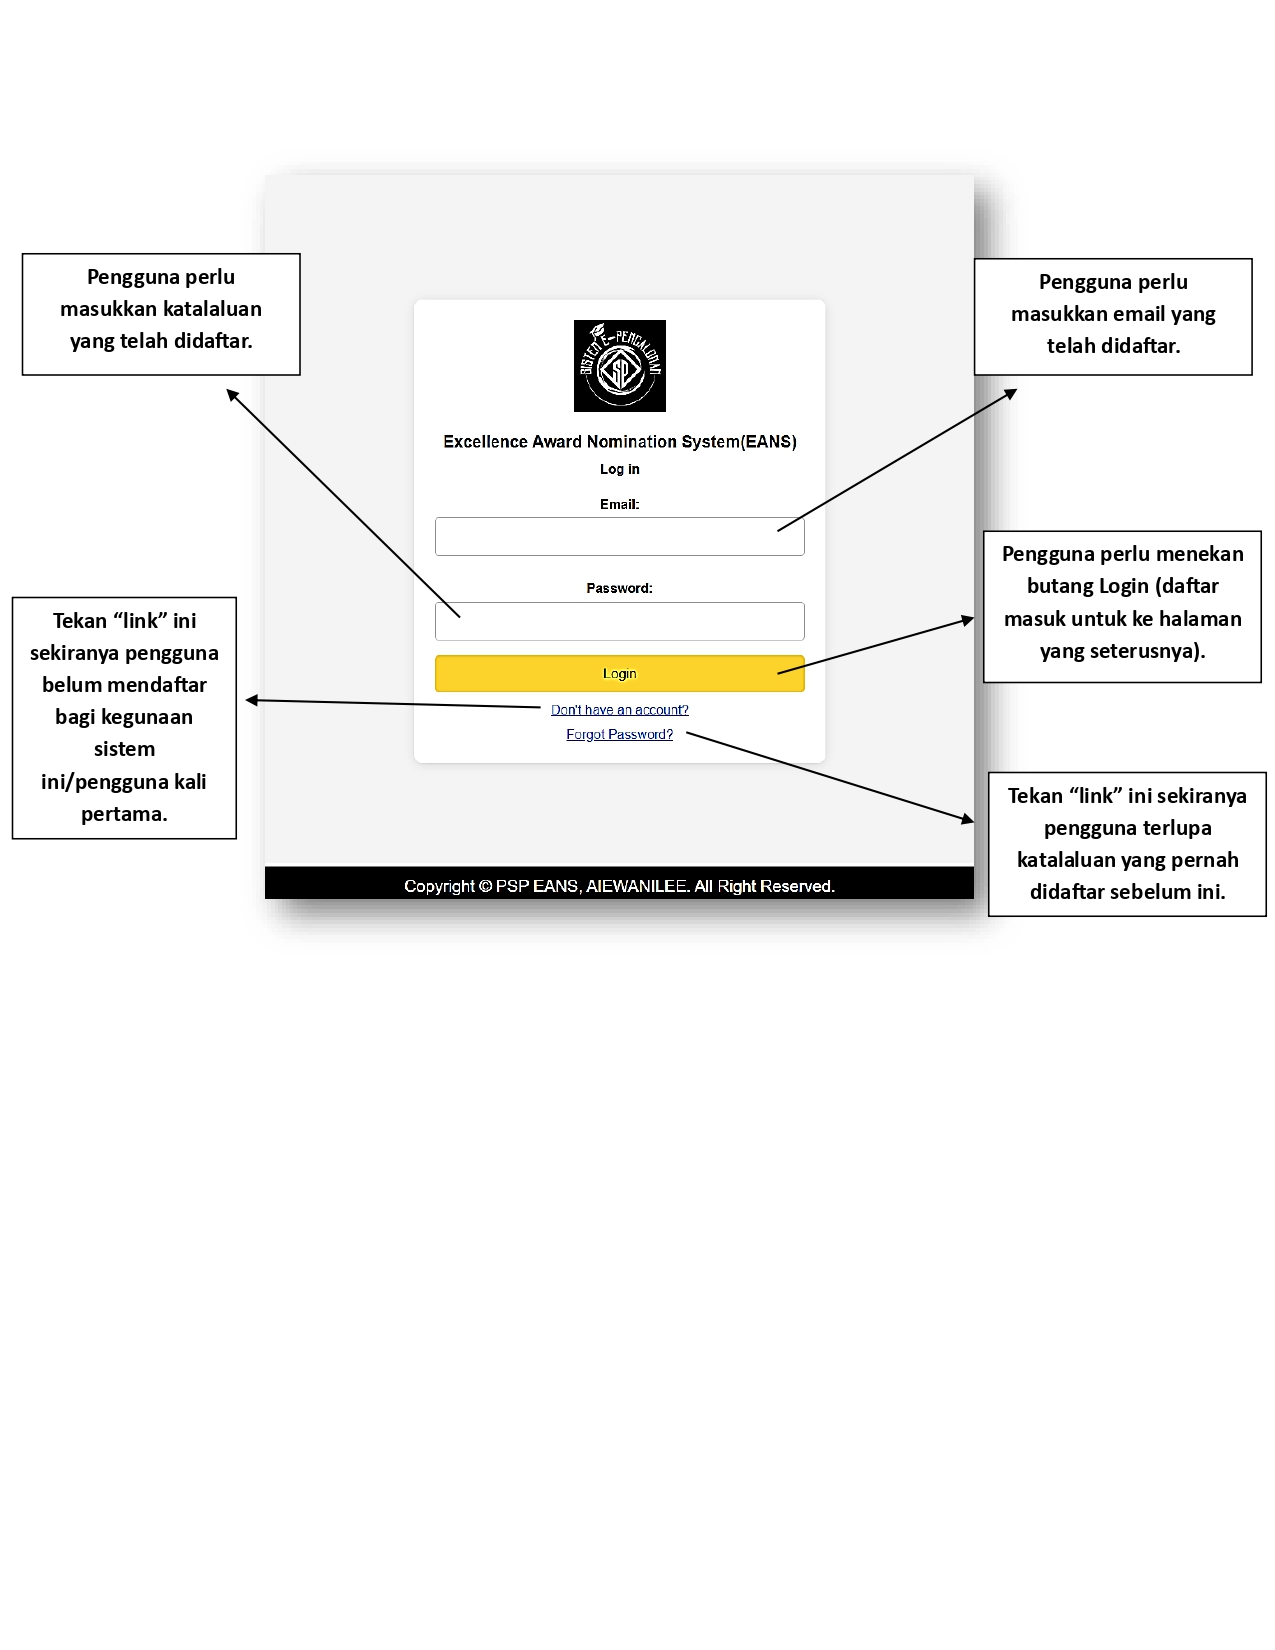 Pengguna perlu
masukkan katalaluan
yang telah didaftar.
Pengguna perlu
masukkan email yang
telah didaftar.
SISTEM E-PENCALONAN
SP
Excellence Award Nomination System(EANS)
Log in
Email:
Password:
Login
Don't have an account?
Forgot Password?
Pengguna perlu menekan
butang Login (daftar
masuk untuk ke halaman
yang seterusnya).
Tekan “link” ini
sekiranya pengguna
belum mendaftar
bagi kegunaan
sistem
ini/pengguna kali
pertama.
Tekan “link” ini sekiranya
pengguna terlupa
katalaluan yang pernah
didaftar sebelum ini.
Copyright © PSP EANS, AIEWANILEE. All Right Reserved.